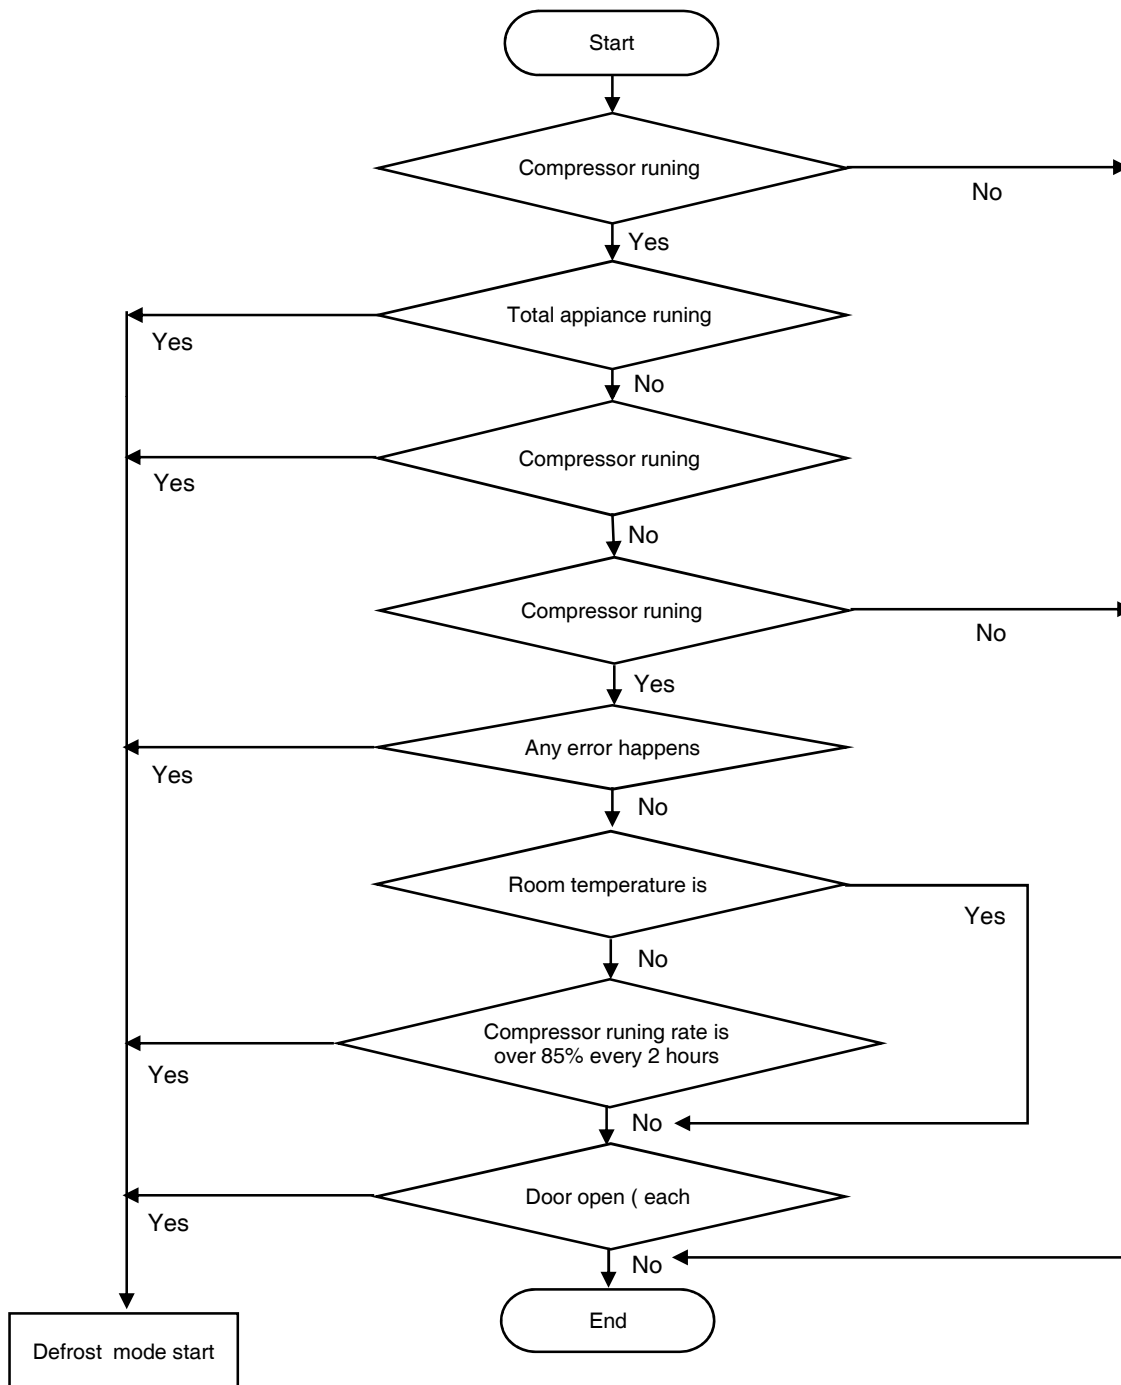 Start
Compressor runing
No
Yes
Total appiance runing
Yes
No
Compressor runing
Yes
No
Compressor runing
No
Yes
Any error happens
Yes
No
Room temperature is
Yes
No
Compressor runing rate is
over 85% every 2 hours
Yes
No
Door open ( each
Yes
No
End
Defrost mode start